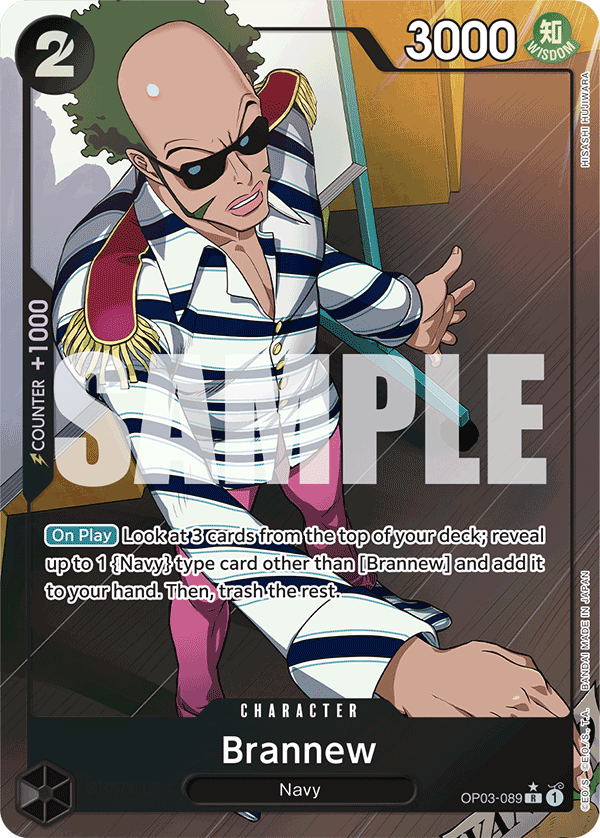 2
3000
知
WISDOM
HISASHI HUJIWARA
COUNTER +1000
SAMPLE
On Play Look at 3 cards from the top of your deck; reveal
up to 1 {Navy} type card other than [Brannew] and add it
to your hand. Then, trash the rest.
BANDAI MADE IN JAPAN
©E.O/S., ©E.O./S., T.A.
CHARACTER
Brannew
Navy
OP03-089 R 1